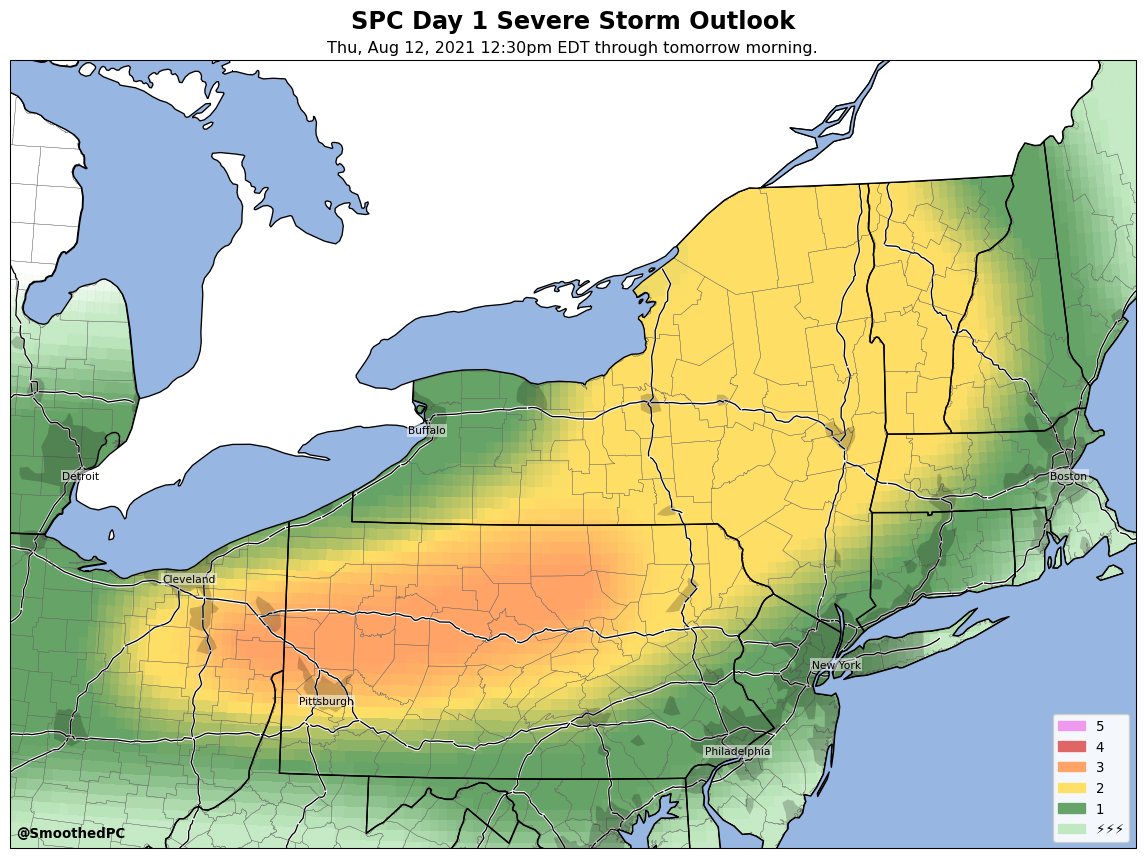 SPC Day 1 Severe Storm Outlook
Thu, Aug 12, 2021 12:30pm EDT through tomorrow morning.
Buffalo
Detroit
Boston
Cleveland
New York
Pittsburgh
Philadelphia
5
4
3
2
1
⚡⚡⚡
@SmoothedPC